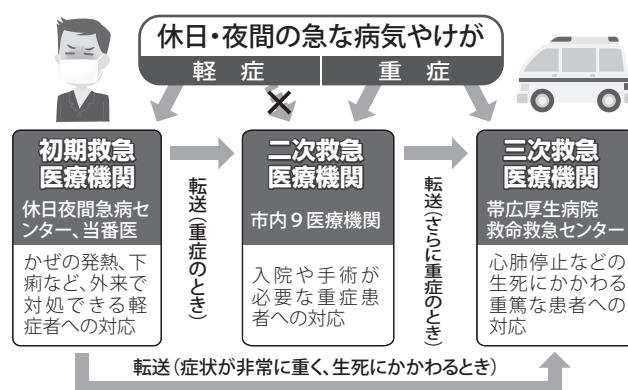 休日・夜間の急な病気やけが
軽 症
重 症
初期救急
医療機関
休日夜間急病セ
ンター、当番医
かぜの発熱、下
痢など、外来で
対処できる軽
症者への対応
転送(重症のとき)
二次救急
医療機関
市内9医療機関
入院や手術が
必要な重症患
者への対応
転送(さらに重症のとき)
三次救急
医療機関
帯広厚生病院
救命救急センター
心肺停止などの
生死にかかわる
重篤な患者への
対応
転送(症状が非常に重く、生死にかかわるとき)